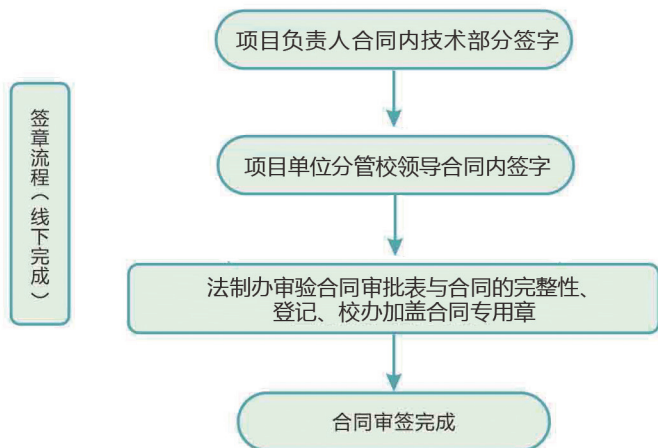 项目负责人合同内技术部分签字
签章流程（线下完成）
项目单位分管校领导合同内签字
法制办审验合同审批表与合同的完整性、
登记、校办加盖合同专用章
合同审签完成